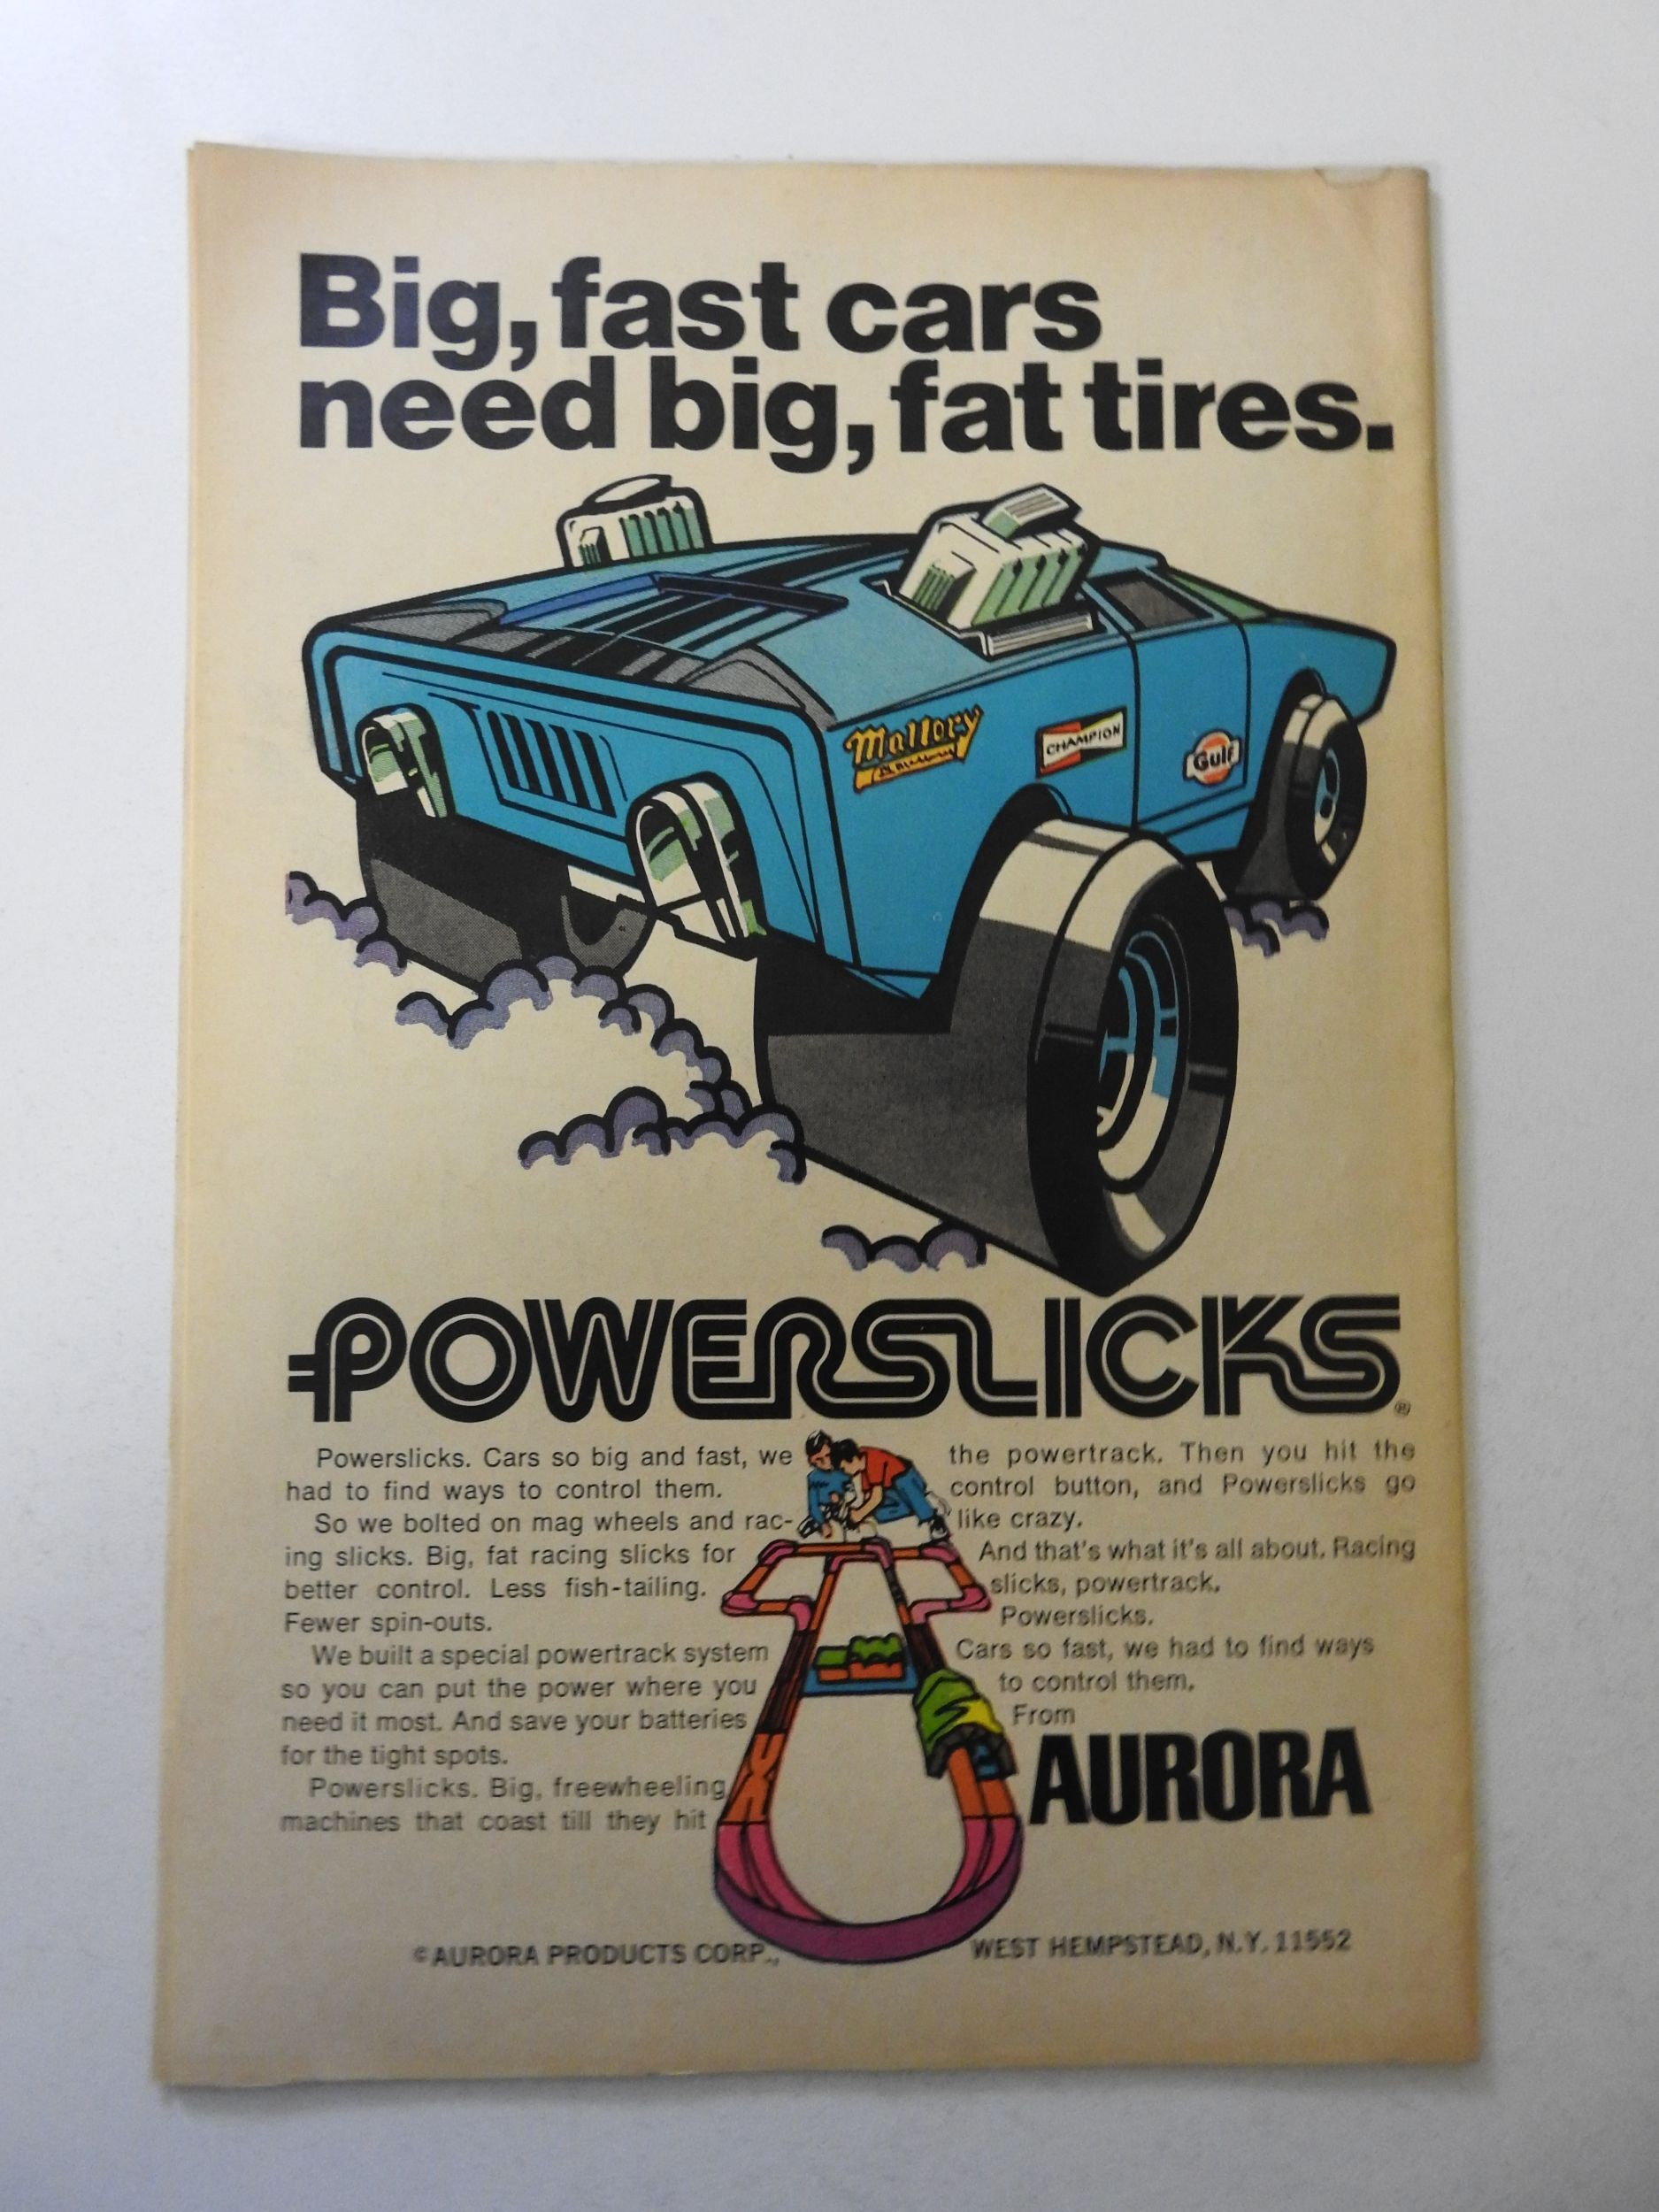 Big, fast cars
need big, fat tires.
Mallory
CHAMPION
Gulf
POWERSLICKS®
Powerslicks. Cars so big and fast, we
had to find ways to control them.
So we bolted on mag wheels and rac-
ing slicks. Big, fat racing slicks for
better control. Less fish-tailing.
Fewer spin-outs.
We built a special powertrack system
so you can put the power where you
need it most. And save your batteries
for the tight spots.
Powerslicks. Big, freewheeling
machines that coast till they hit
the powertrack. Then you hit the
control button, and Powerslicks go
like crazy.
And that's what it's all about. Racing
slicks, powertrack.
Powerslicks.
Cars so fast, we had to find ways
to control them.
From
AURORA
©AURORA PRODUCTS CORP., WEST HEMPSTEAD, N.Y. 11552